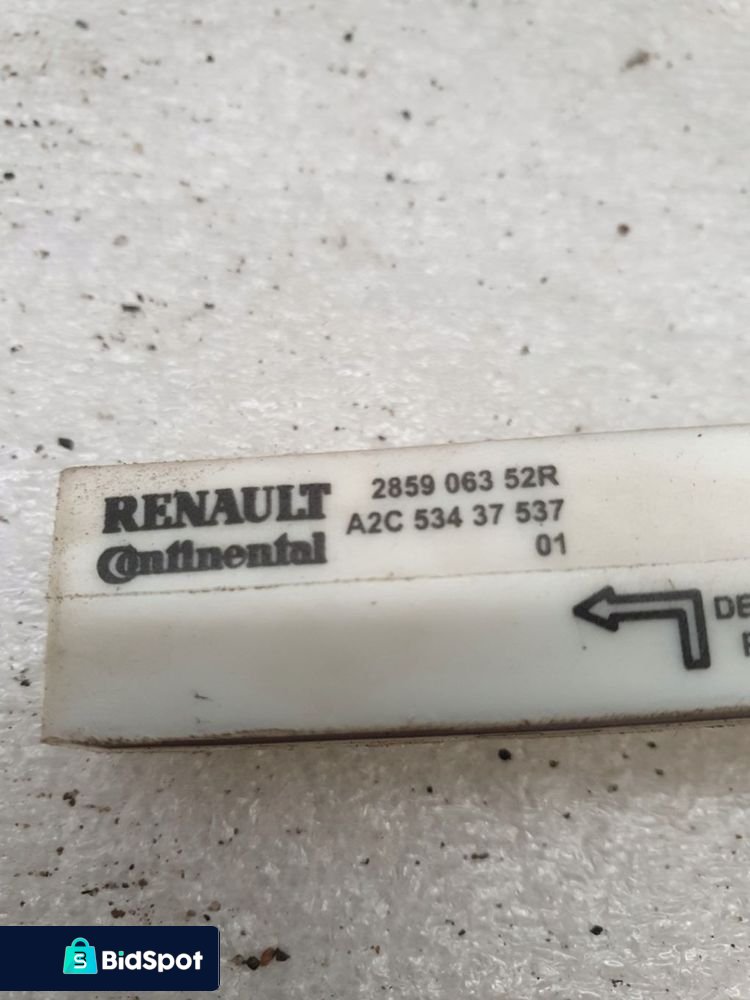 RENAULT
Continental
2859 063 52R
A2C 534 37 537
01
BidSpot